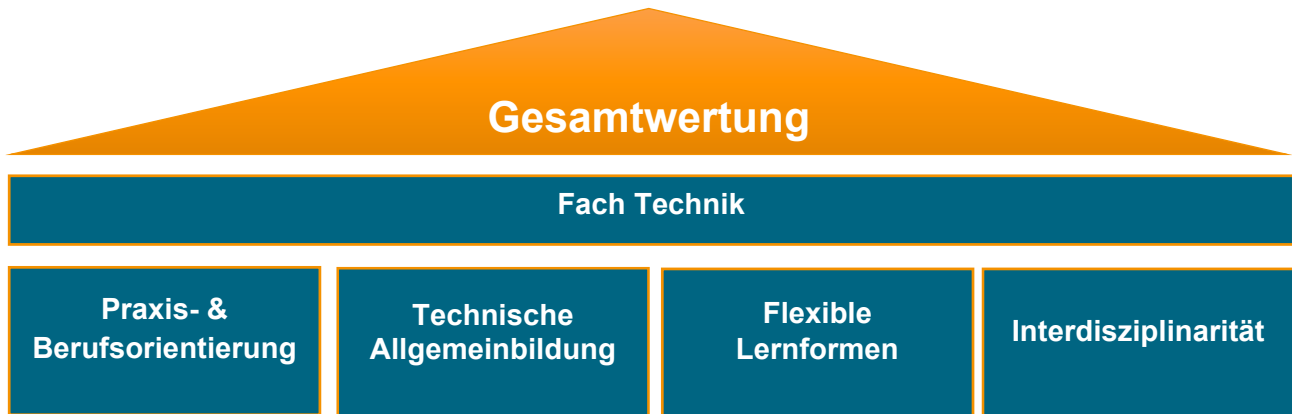 Gesamtwertung
Fach Technik
Praxis- &
Berufsorientierung
Technische
Allgemeinbildung
Flexible
Lernformen
Interdisziplinarität